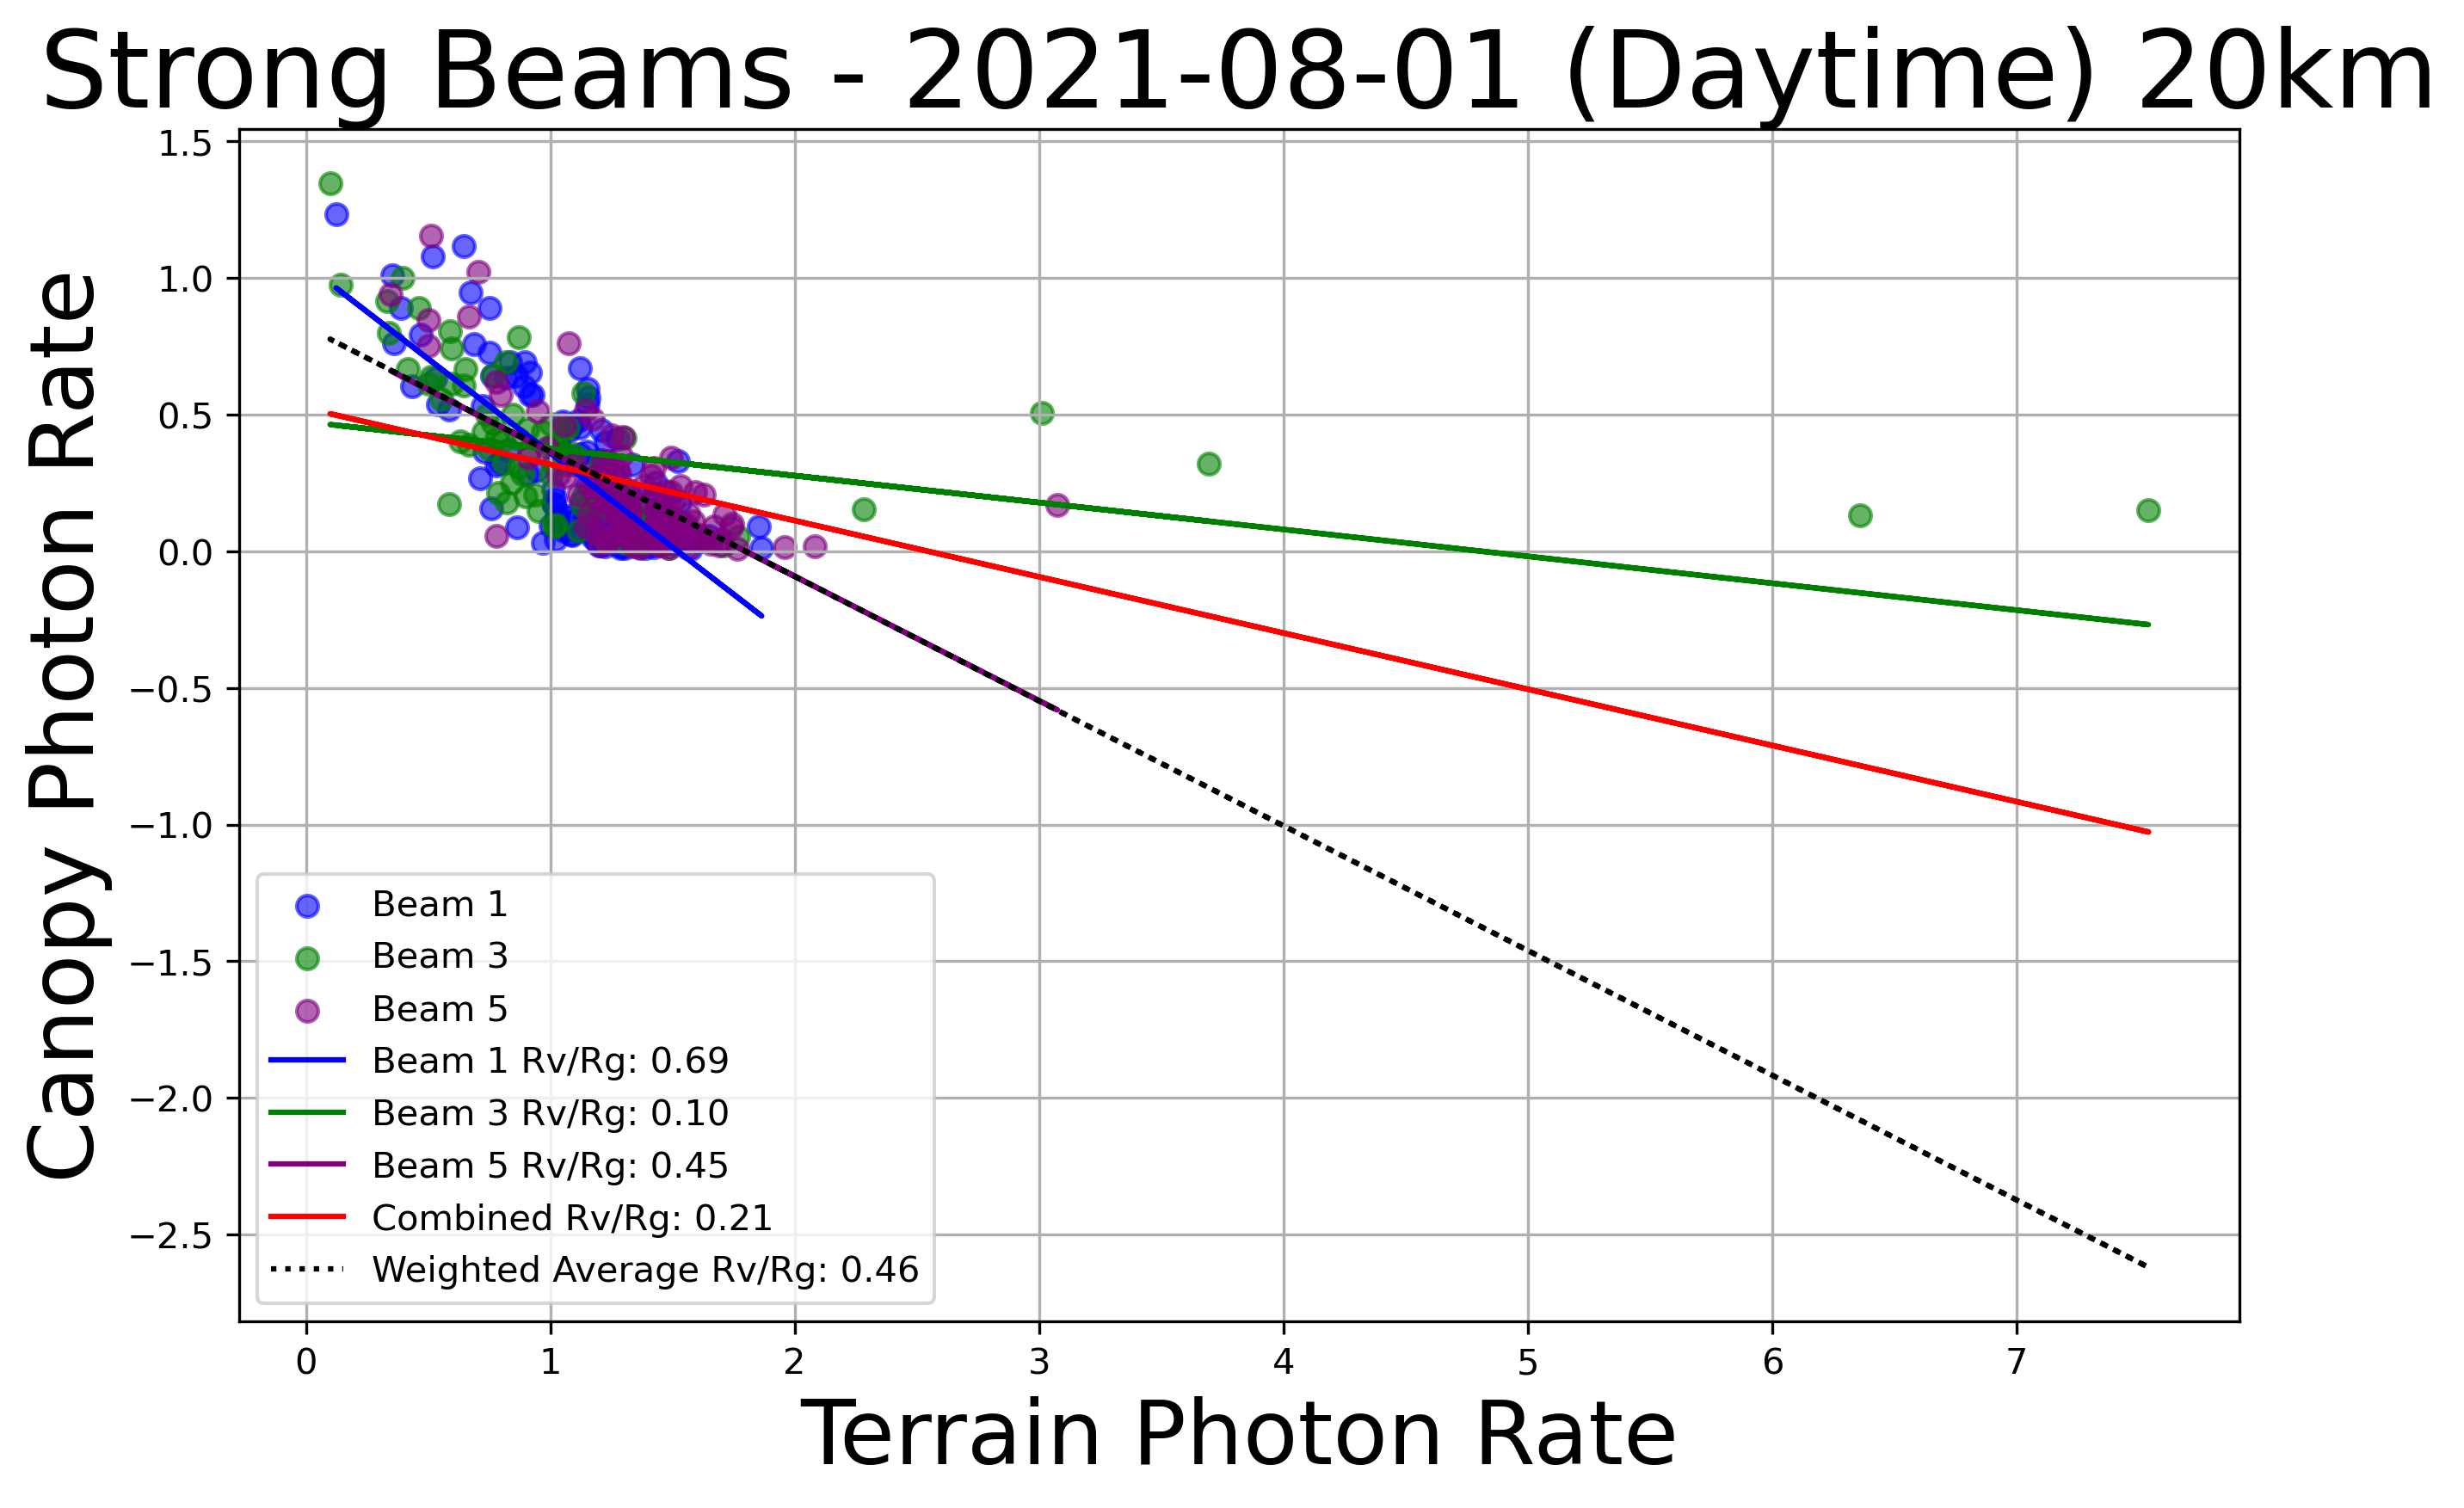 Strong Beams - 2021-08-01 (Daytime) 20km
Canopy Photon Rate
1.5
1.0
0.5
0.0
−0.5
−1.0
−1.5
−2.0
−2.5
Beam 1
Beam 3
Beam 5
Beam 1 Rv/Rg: 0.69
Beam 3 Rv/Rg: 0.10
Beam 5 Rv/Rg: 0.45
Combined Rv/Rg: 0.21
Weighted Average Rv/Rg: 0.46
0 1 2 3 4 5 6 7
Terrain Photon Rate